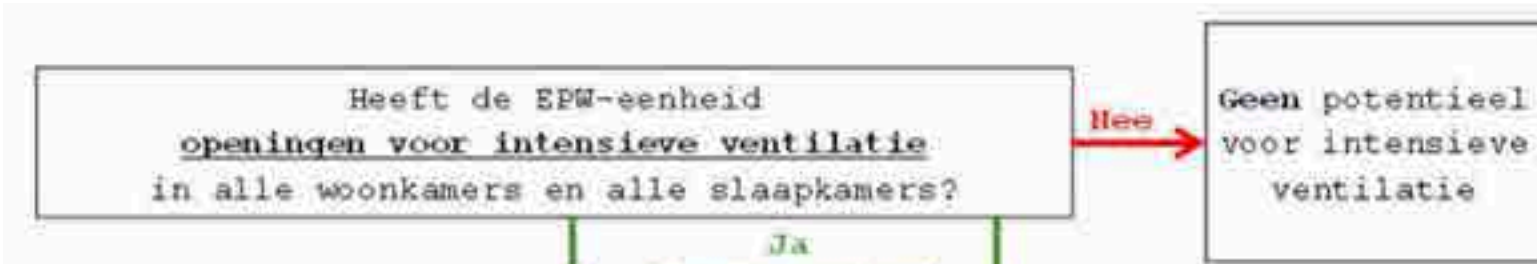 Heeft de EPW-eenheid
openingen voor intensieve ventilatie
in alle woonkamers en alle slaapkamers?
Nee
Geen potentieel
voor intensieve
ventilatie
Ja